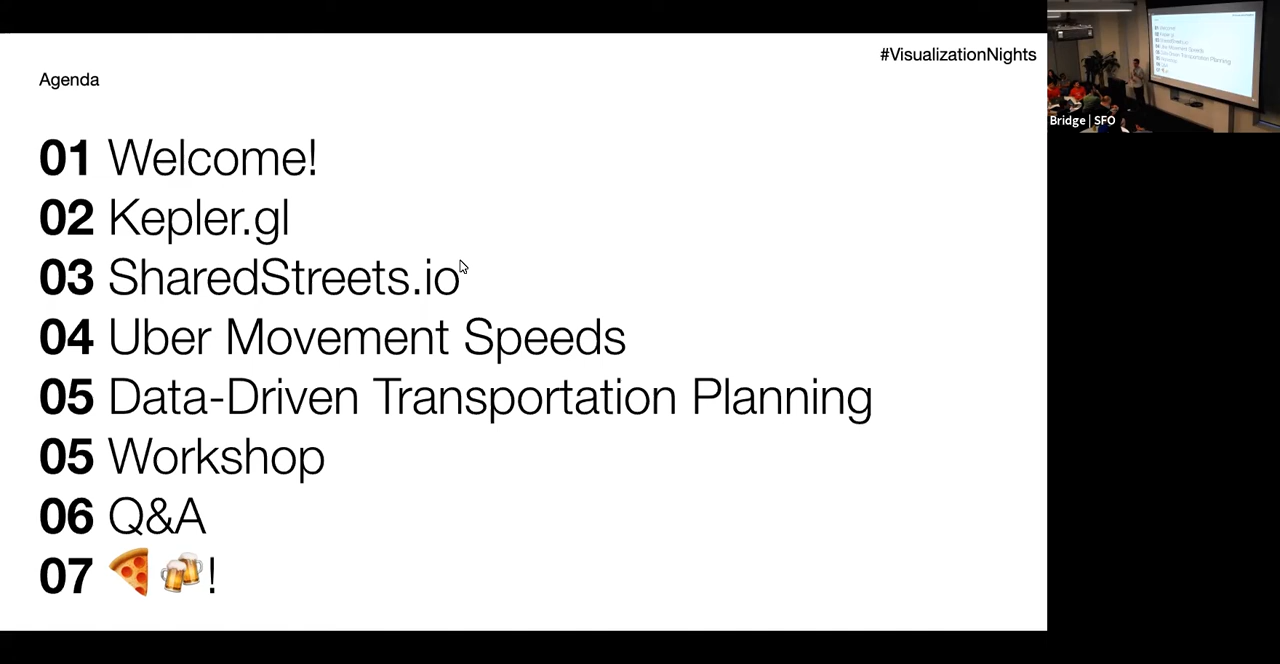 #VisualizationNights
Agenda
01 Welcome!
02 Kepler.gl
03 SharedStreets.io
04 Uber Movement Speeds
05 Data-Driven Transportation Planning
05 Workshop
06 Q&A
07 🍕🍻!
Bridge | SFO